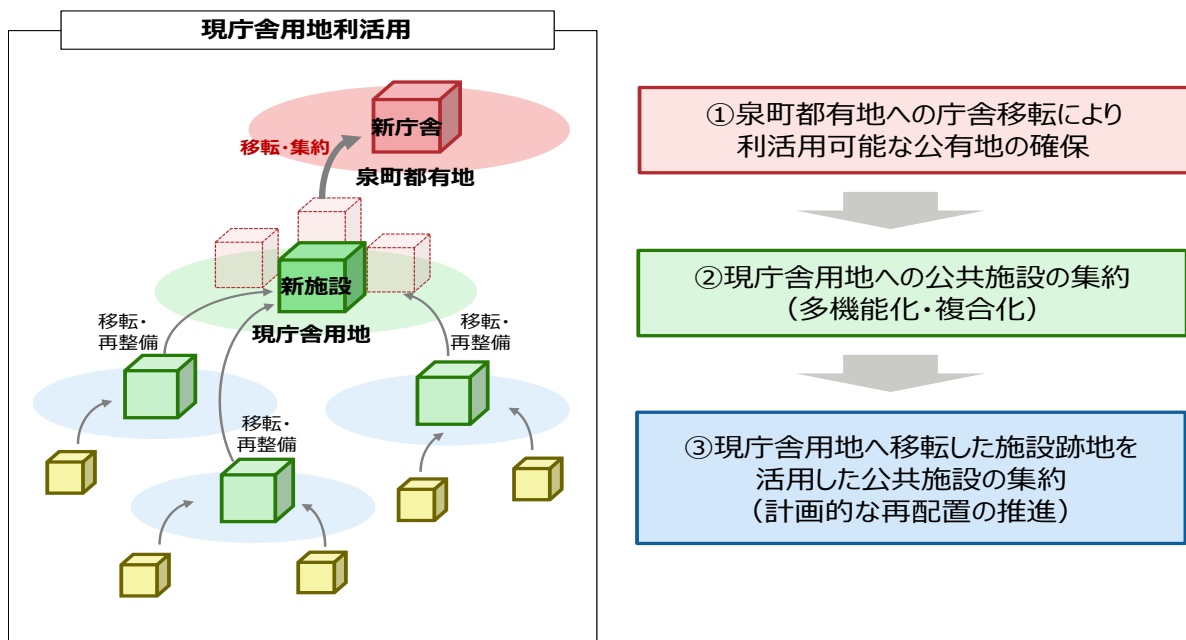 現庁舎用地利活用
新庁舎
移転・集約
泉町都有地
新施設
現庁舎用地
移転・
再整備
移転・
再整備
移転・
再整備
①泉町都有地への庁舎移転により
利活用可能な公有地の確保
②現庁舎用地への公共施設の集約
（多機能化・複合化）
③現庁舎用地へ移転した施設跡地を
活用した公共施設の集約
（計画的な再配置の推進）